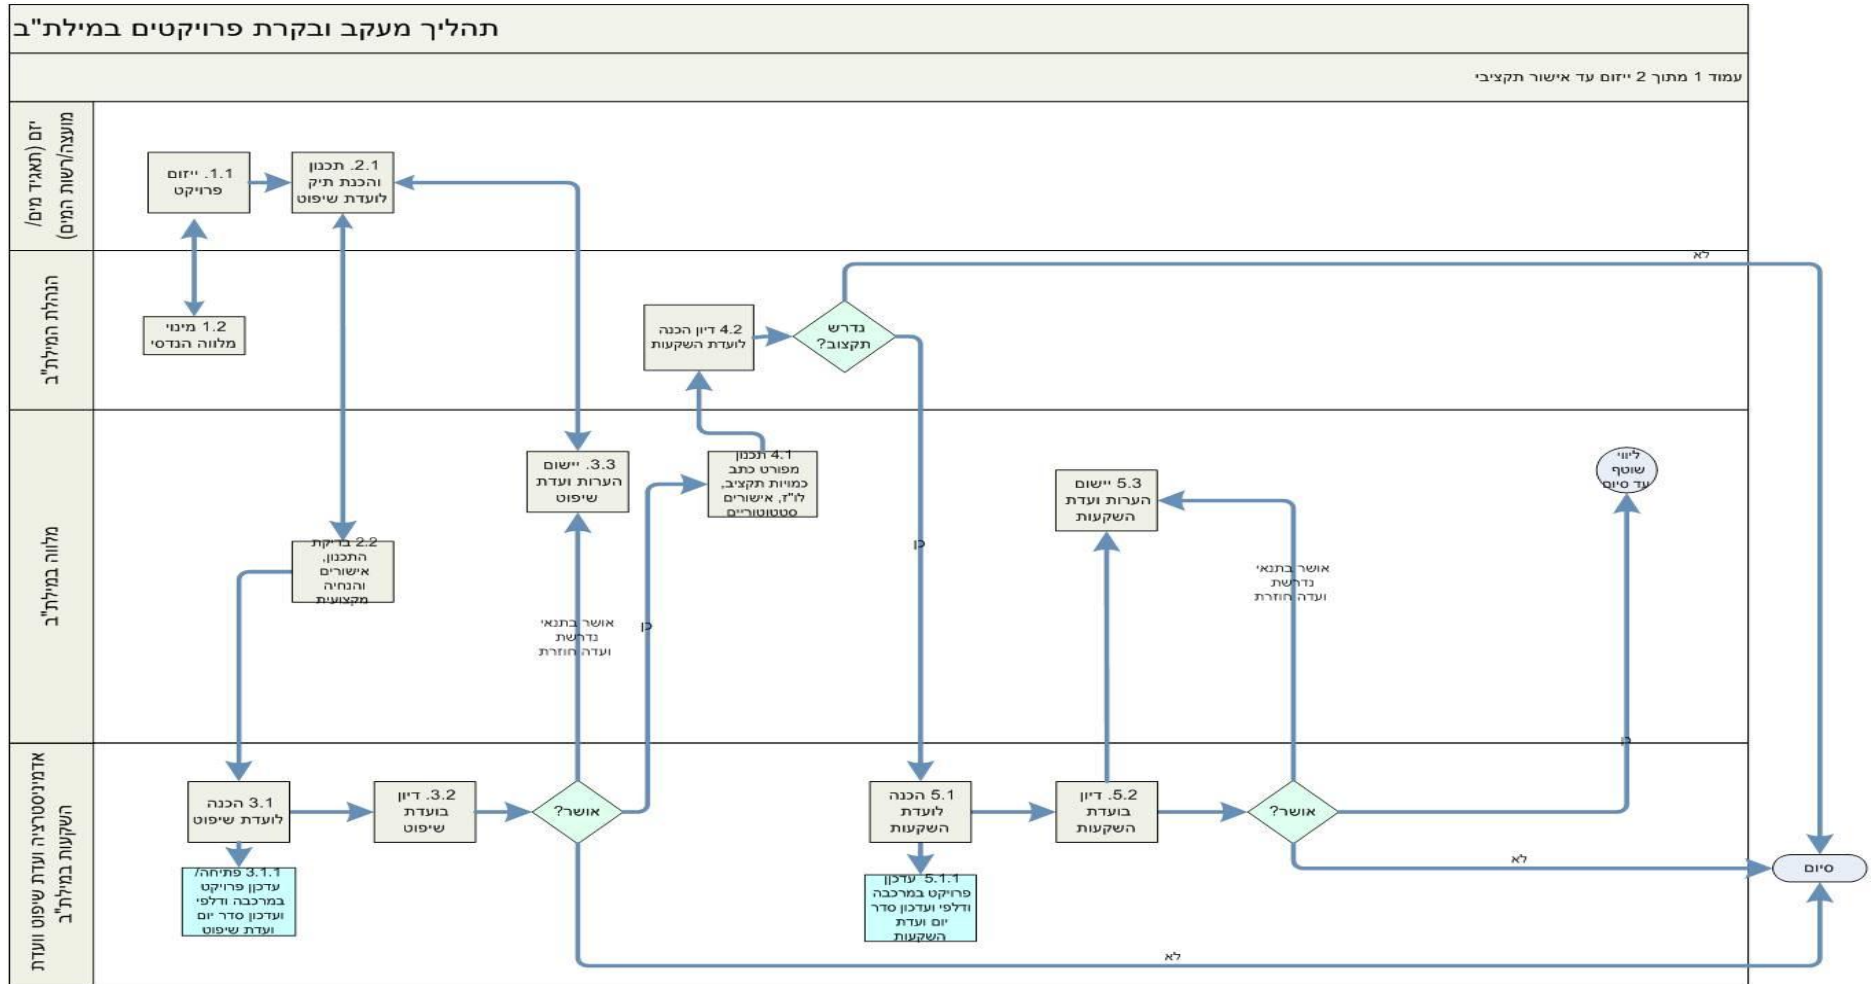 תהליך מעקב ובקרת פרויקטים במילת"ב
עמוד 1 מתוך 2 ייזום עד אישור תקציבי
יזם (תאגיד מים/
מועצה/רשות המים)
1.1. ייזום
פרויקט
2.1. תכנון
והכנת תיק
לועדת שיפוט
הנהלת המילת"ב
1.2 מינוי
מלווה הנדסי
4.2 דיון הכנה
לועדת השקעות
נדרש
תקצוב?
לא
כן
מלווה במילת"ב
2.2 בדיקת
התכנון,
אישורים
והנחיה
מקצועית
3.3. יישום
הערות ועדת
שיפוט
4.1 תכנון
מפורט כתב
כמויות תקציב,
לו"ז, אישורים
סטטוטוריים
5.3 יישום
הערות ועדת
השקעות
ליווי
שוטף
עד סיום
אושר בתנאי
נדרשת
ועדה חוזרת
כן
אושר בתנאי
נדרשת
ועדה חוזרת
כן
אדמיניסטרציה ועדת שיפוט וועדת
השקעות במילת"ב
3.1 הכנה
לועדת שיפוט
3.2. דיון
בועדת
שיפוט
אושר?
5.1 הכנה
לועדת
השקעות
5.2. דיון
בועדת
השקעות
אושר?
לא
סיום
3.1.1 פתיחה/
עדכון פרויקט
במרכבה ודלפי
ועדכון סדר יום
ועדת שיפוט
5.1.1 עדכון
פרויקט במרכבה
ודלפי ועדכון סדר
יום ועדת
השקעות
לא